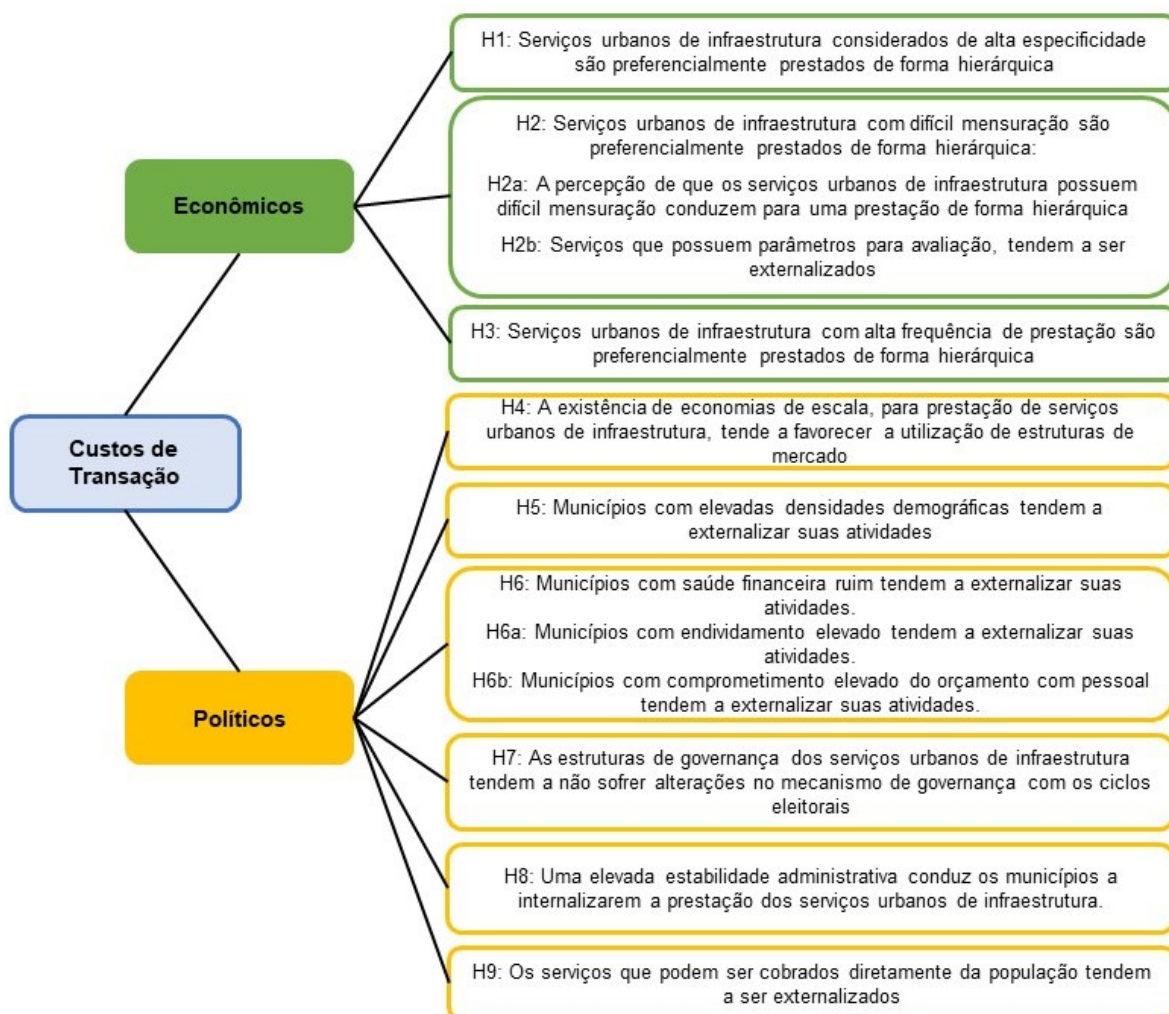 H1: Serviços urbanos de infraestrutura considerados de alta especificidade
são preferencialmente prestados de forma hierárquica
H2: Serviços urbanos de infraestrutura com difícil mensuração são
preferencialmente prestados de forma hierárquica:
H2a: A percepção de que os serviços urbanos de infraestrutura possuem
difícil mensuração conduzem para uma prestação de forma hierárquica
H2b: Serviços que possuem parâmetros para avaliação, tendem a ser
externalizados
Econômicos
H3: Serviços urbanos de infraestrutura com alta frequência de prestação são
preferencialmente prestados de forma hierárquica
H4: A existência de economias de escala, para prestação de serviços
urbanos de infraestrutura, tende a favorecer a utilização de estruturas de
mercado
Custos de
Transação
H5: Municípios com elevadas densidades demográficas tendem a
externalizar suas atividades
H6: Municípios com saúde financeira ruim tendem a externalizar suas
atividades.
H6a: Municípios com endividamento elevado tendem a externalizar suas
atividades.
H6b: Municípios com comprometimento elevado do orçamento com pessoal
tendem a externalizar suas atividades.
Políticos
H7: As estruturas de governança dos serviços urbanos de infraestrutura
tendem a não sofrer alterações no mecanismo de governança com os ciclos
eleitorais
H8: Uma elevada estabilidade administrativa conduz os municípios a
internalizarem a prestação dos serviços urbanos de infraestrutura.
H9: Os serviços que podem ser cobrados diretamente da população tendem
a ser externalizados